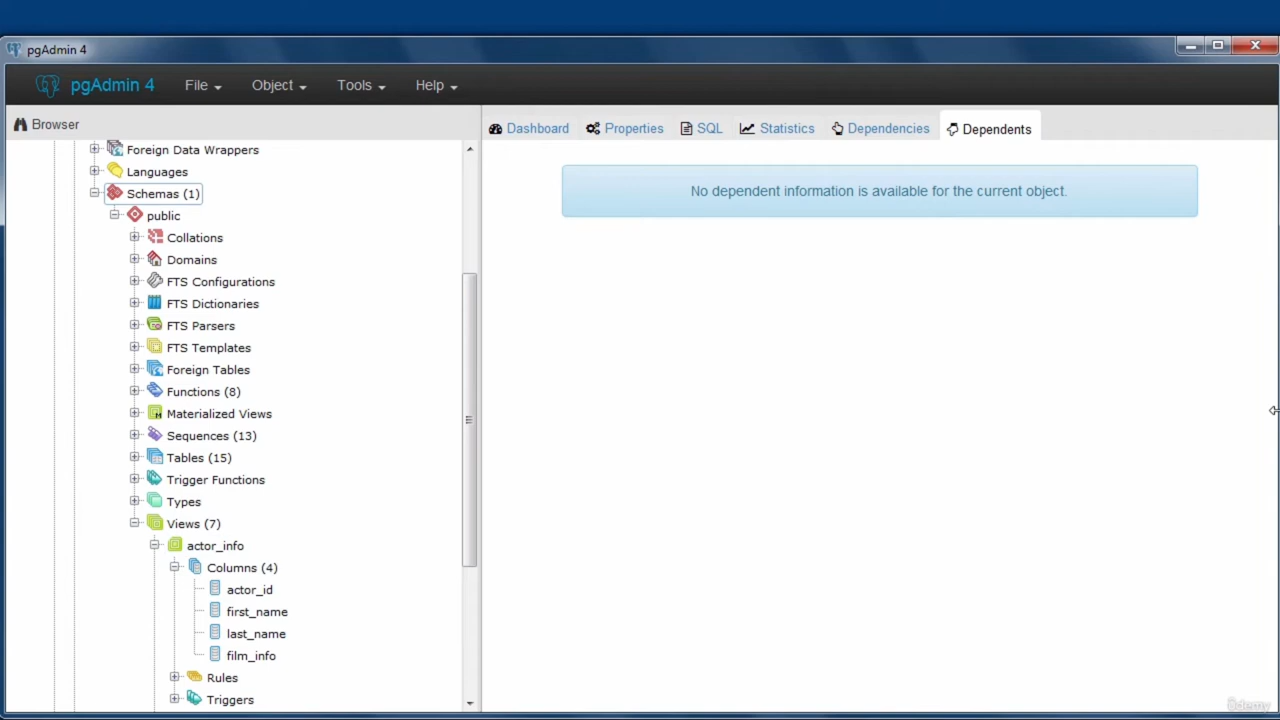 pgAdmin 4
pgAdmin 4 File Object Tools Help
Browser
Dashboard Properties SQL Statistics Dependencies Dependents
No dependent information is available for the current object.
Foreign Data Wrappers
Languages
Schemas (1)
public
Collations
Domains
FTS Configurations
FTS Dictionaries
FTS Parsers
FTS Templates
Foreign Tables
Functions (8)
Materialized Views
Sequences (13)
Tables (15)
Trigger Functions
Types
Views (7)
actor_info
Columns (4)
actor_id
first_name
last_name
film_info
Rules
Triggers
Udemy